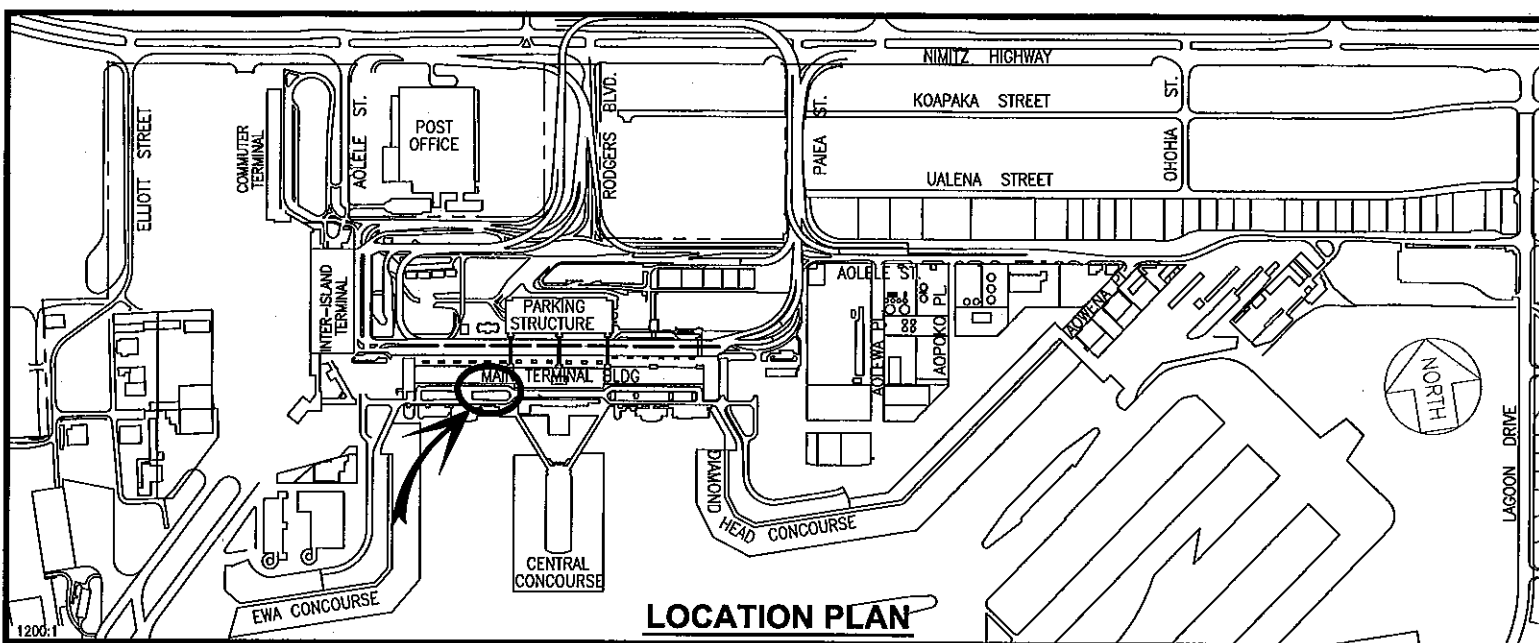 NIMITZ HIGHWAY
KOAPAKA STREET
UALENA STREET
ELLIOTT STREET
COMMUTER
TERMINAL
AOLELE ST.
POST
OFFICE
RODGERS BLVD.
PAIEA ST.
OHOHIA ST.
INTER-ISLAND
TERMINAL
PARKING
STRUCTURE
MAIN TERMINAL BLDG
AOLELE ST.
AOLEWA PL.
AOPOKO PL.
AOWENA PL.
NORTH
LAGOON DRIVE
DIAMOND
HEAD CONCOURSE
CENTRAL
CONCOURSE
EWA CONCOURSE
LOCATION PLAN
1200:1